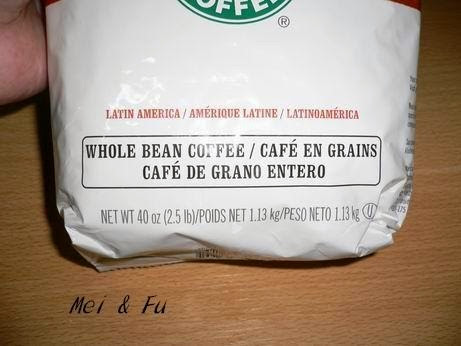 COFFEE
®
LATIN AMERICA / AMÉRIQUE LATINE / LATINOAMÉRICA
WHOLE BEAN COFFEE / CAFÉ EN GRAINS
CAFÉ DE GRANO ENTERO
NET WT 40 oz (2.5 lb)/POIDS NET 1.13 kg/PESO NETO 1.13 kg Ⓤ
Mei & Fu